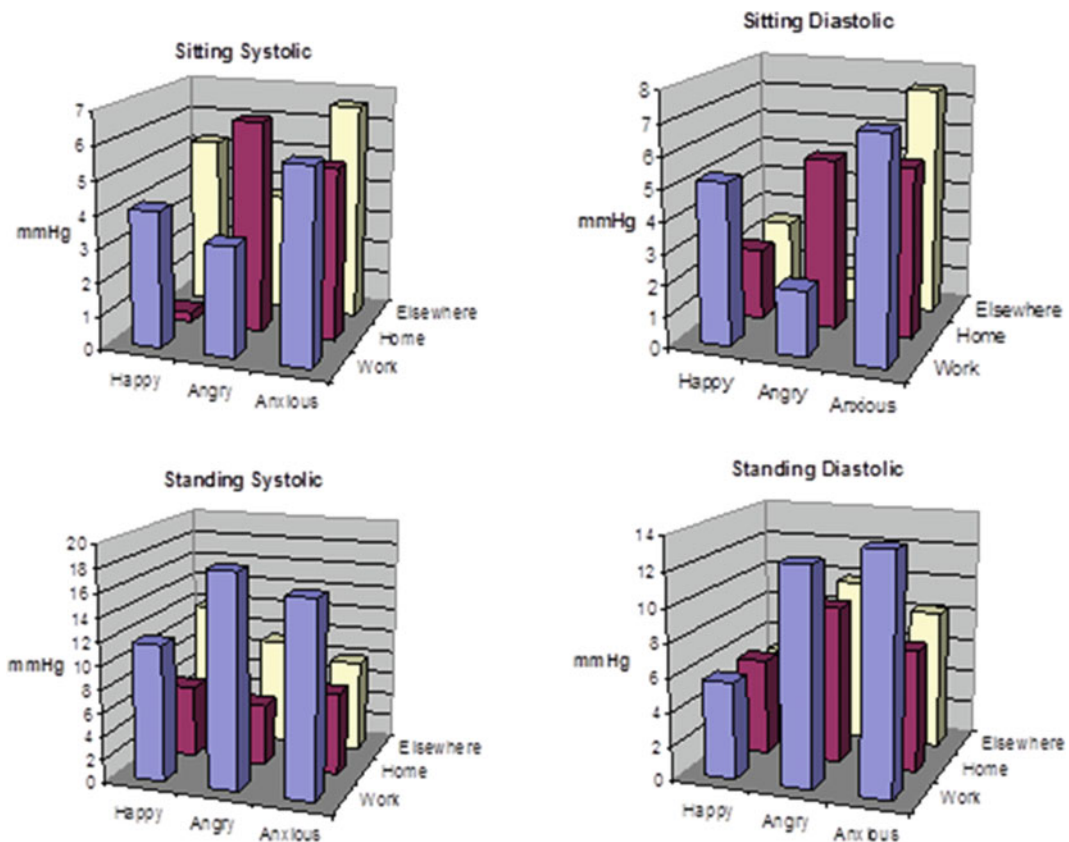 Sitting Systolic
7
6
5
4
3
2
1
0
mmHg
Happy
Angry
Anxious
Work
Home
Elsewhere
Sitting Diastolic
8
7
6
5
4
3
2
1
0
mmHg
Happy
Angry
Anxious
Work
Home
Elsewhere
Standing Systolic
20
18
16
14
12
10
8
6
4
2
0
mmHg
Happy
Angry
Anxious
Work
Home
Elsewhere
Standing Diastolic
14
12
10
8
6
4
2
0
mmHg
Happy
Angry
Anxious
Work
Home
Elsewhere